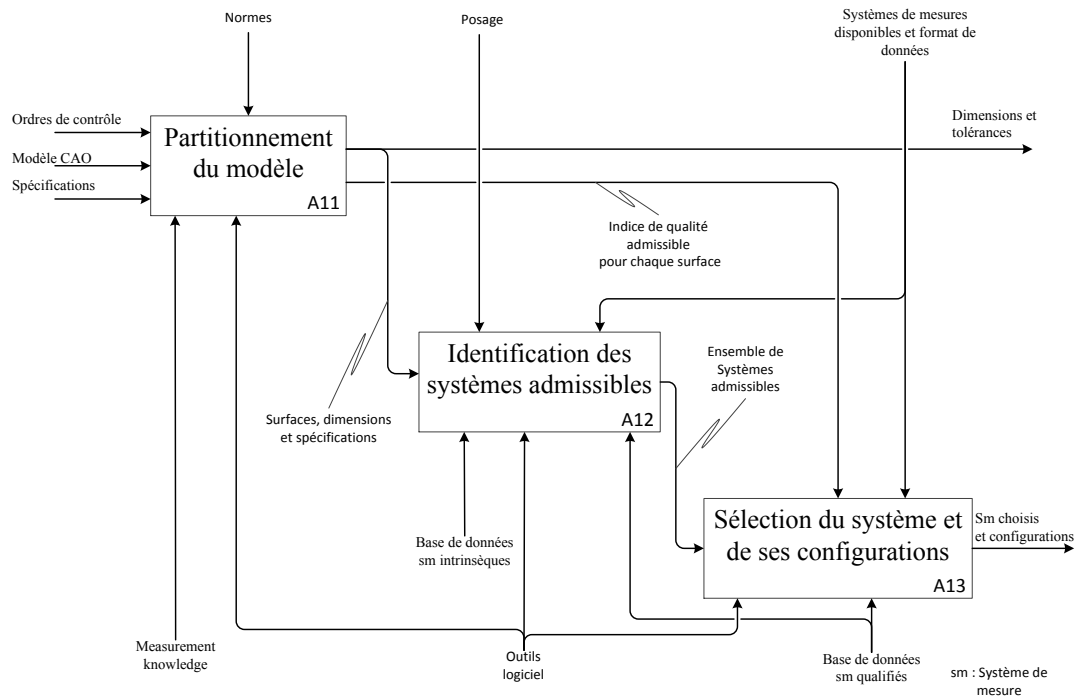 Normes
Posage
Systèmes de mesures
disponibles et format de
données
Ordres de contrôle
Modèle CAO
Spécifications
Partitionnement
du modèle
A11
Dimensions et
tolérances
Indice de qualité
admissible
pour chaque surface
Identification des
systèmes admissibles
A12
Ensemble de
Systèmes
admissibles
Surfaces, dimensions
et spécifications
Sélection du système et
de ses configurations
A13
Sm choisis
et configurations
Base de données
sm intrinsèques
Measurement
knowledge
Outils
logiciel
Base de données
sm qualifiés
sm : Système de
mesure